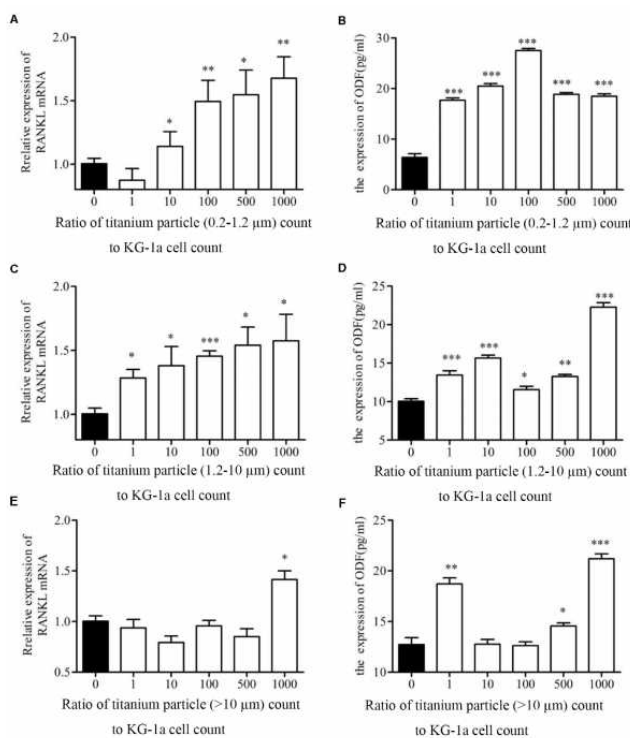 A
B
Rrelative expression of
RANKL mRNA
2.0
1.5
1.0
0 1 10 100 500 1000
** * ** *
Ratio of titanium particle (0.2-1.2 µm) count
to KG-1a cell count
the expression of ODF(pg/ml)
30
20
10
0
0 1 10 100 500 1000
*** *** *** *** ***
Ratio of titanium particle (0.2-1.2 µm) count
to KG-1a cell count
C
D
Rrelative expression of
RANKL mRNA
2.0
1.5
1.0
0 1 10 100 500 1000
* * *** * *
Ratio of titanium particle (1.2-10 µm) count
to KG-1a cell count
the expression of ODF(pg/ml)
25
20
15
10
5
0 1 10 100 500 1000
*** *** * ** ***
Ratio of titanium particle (1.2-10 µm) count
to KG-1a cell count
E
F
Rrelative expression of
RANKL mRNA
2.0
1.5
1.0
0.5
0 1 10 100 500 1000
*
Ratio of titanium particle (>10 µm) count
to KG-1a cell count
the expression of ODF(pg/ml)
25
20
15
10
0 1 10 100 500 1000
** * ***
Ratio of titanium particle (>10 µm) count
to KG-1a cell count